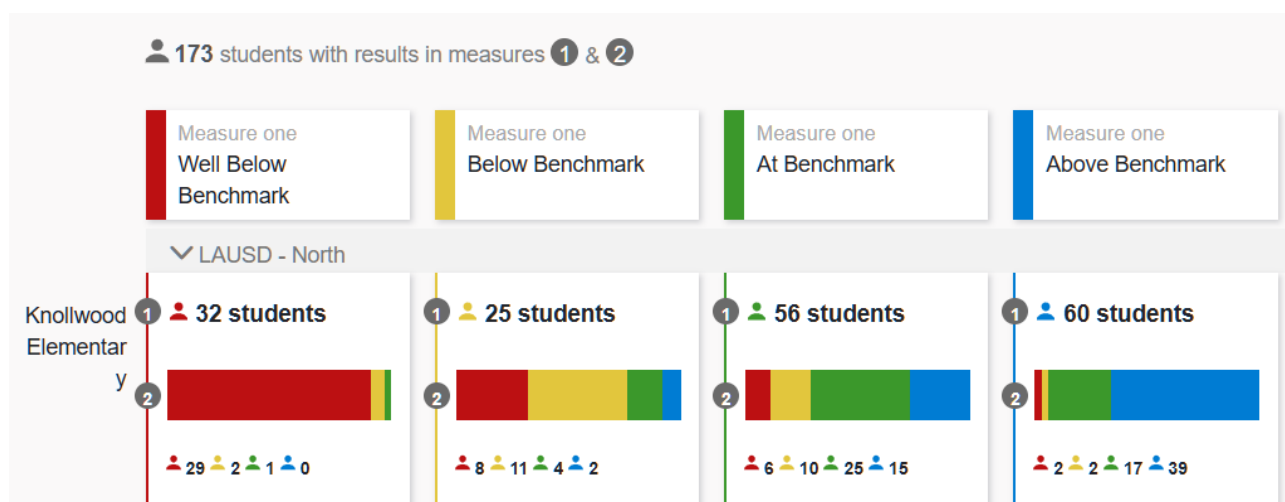 173 students with results in measures 1 & 2
Measure one
Well Below
Benchmark
Measure one
Below Benchmark
Measure one
At Benchmark
Measure one
Above Benchmark
LAUSD - North
Knollwood
Elementar
y
1 32 students
2
29 2 1 0
1 25 students
2
8 11 4 2
1 56 students
2
6 10 25 15
1 60 students
2
2 2 17 39